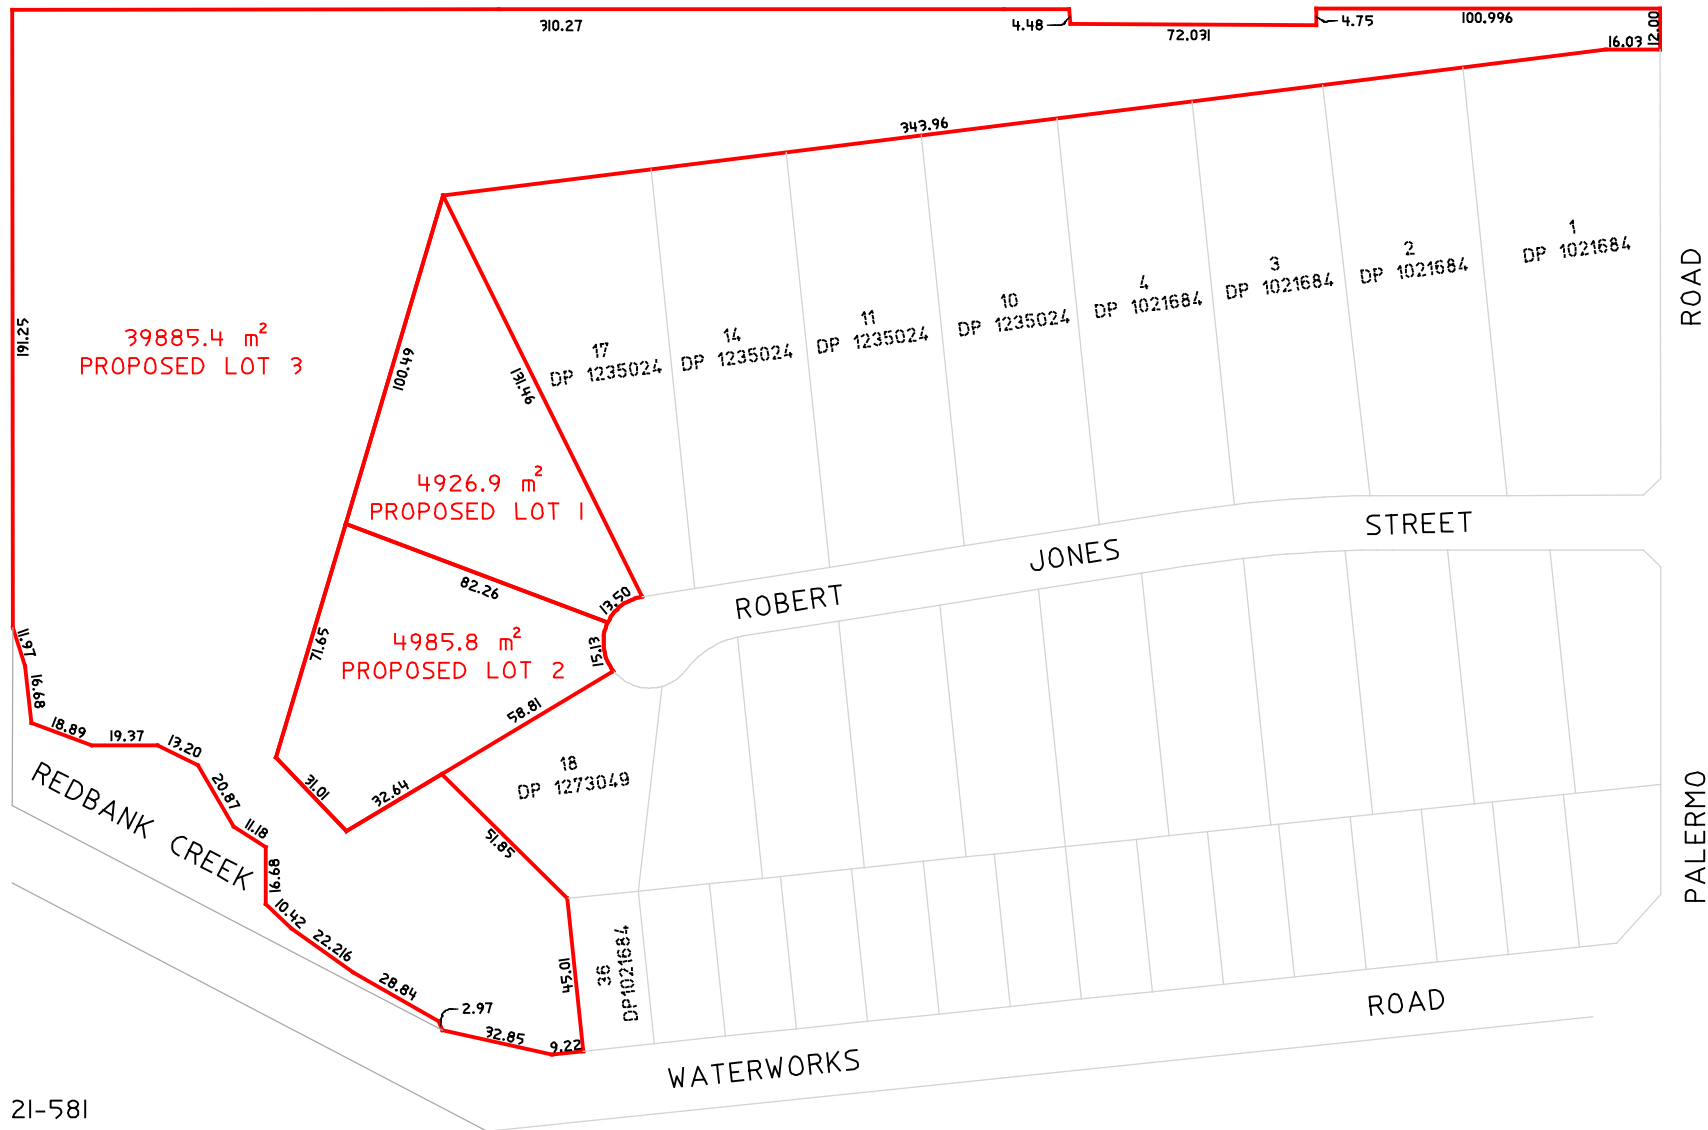 310.27
4.48
72.031
4.75
100.996
16.03
12.00
343.96
191.25
39885.4 m²
PROPOSED LOT 3
100.49
131.46
17
DP 1235024
14
DP 1235024
11
DP 1235024
10
DP 1235024
4
DP 1021684
3
DP 1021684
2
DP 1021684
1
DP 1021684
ROAD
4926.9 m²
PROPOSED LOT 1
82.26
13.50
ROBERT
JONES
STREET
4985.8 m²
PROPOSED LOT 2
71.65
15.13
58.81
11.97
16.68
18.89
19.37
13.20
20.87
11.18
16.68
10.42
22.216
28.84
2.97
32.85
9.22
31.01
32.64
51.85
45.01
18
DP 1273049
36
DP1021684
REDBANK CREEK
WATERWORKS
ROAD
PALERMO
21-581